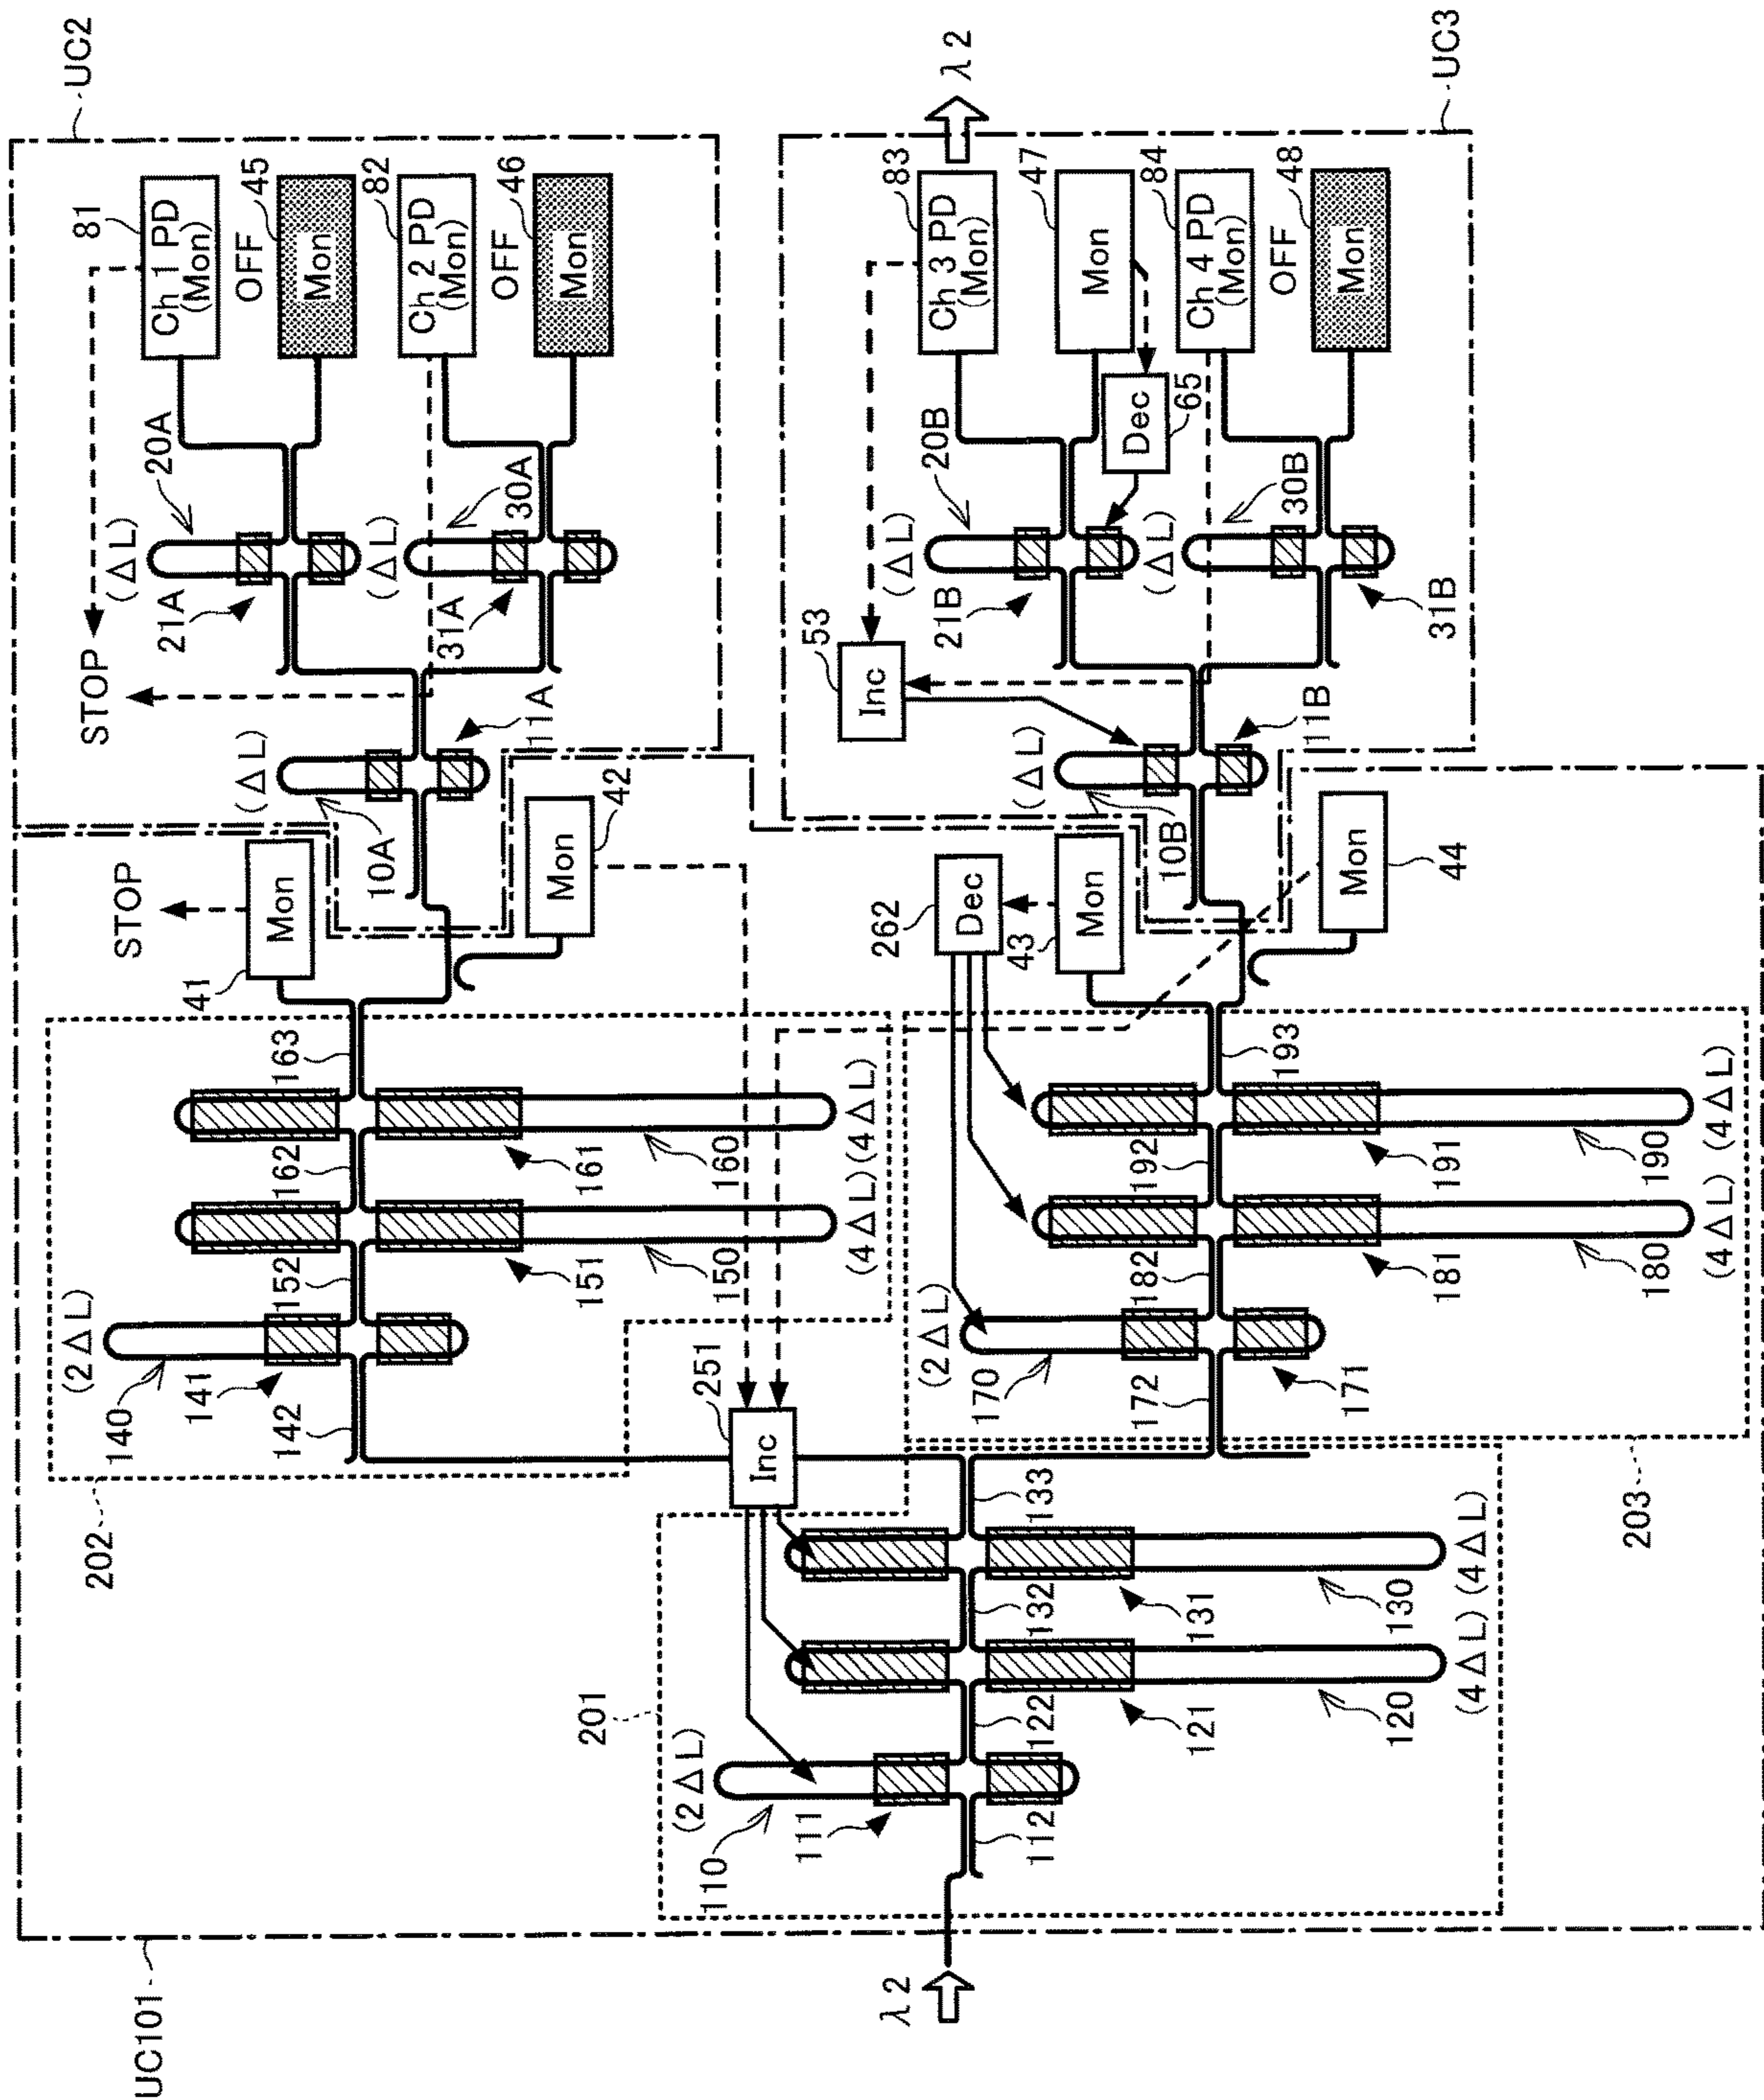 UC101
UC2
UC3
λ2
λ2
STOP
STOP
81
Ch 1 PD
(Mon)
OFF
45
Mon
82
Ch 2 PD
(Mon)
OFF
46
Mon
20A
(ΔL)
21A
30A
(ΔL)
31A
(ΔL)
10A
11A
41
Mon
42
Mon
202
(2ΔL)
140
141
142
152
162
163
151
150
161
160
(4ΔL)
(4ΔL)
251
Inc
83
Ch 3 PD
(Mon)
47
Mon
84
Ch 4 PD
(Mon)
OFF
48
Mon
65
Dec
53
Inc
20B
(ΔL)
21B
30B
(ΔL)
31B
(ΔL)
10B
11B
262
Dec
43
Mon
44
Mon
203
(2ΔL)
170
171
172
182
192
193
181
180
191
190
(4ΔL)
(4ΔL)
201
(2ΔL)
110
111
112
122
132
133
121
120
131
130
(4ΔL)
(4ΔL)